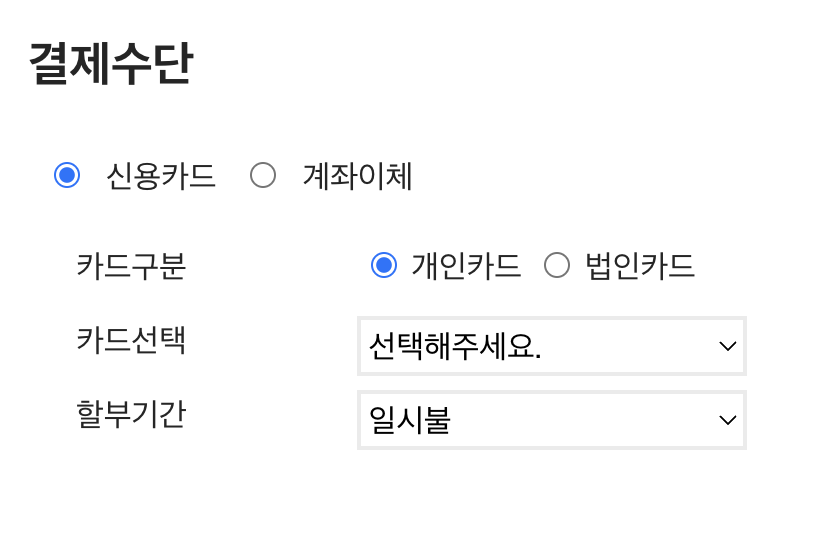 결제수단
신용카드 계좌이체
카드구분 개인카드 법인카드
카드선택 선택해주세요.
할부기간 일시불